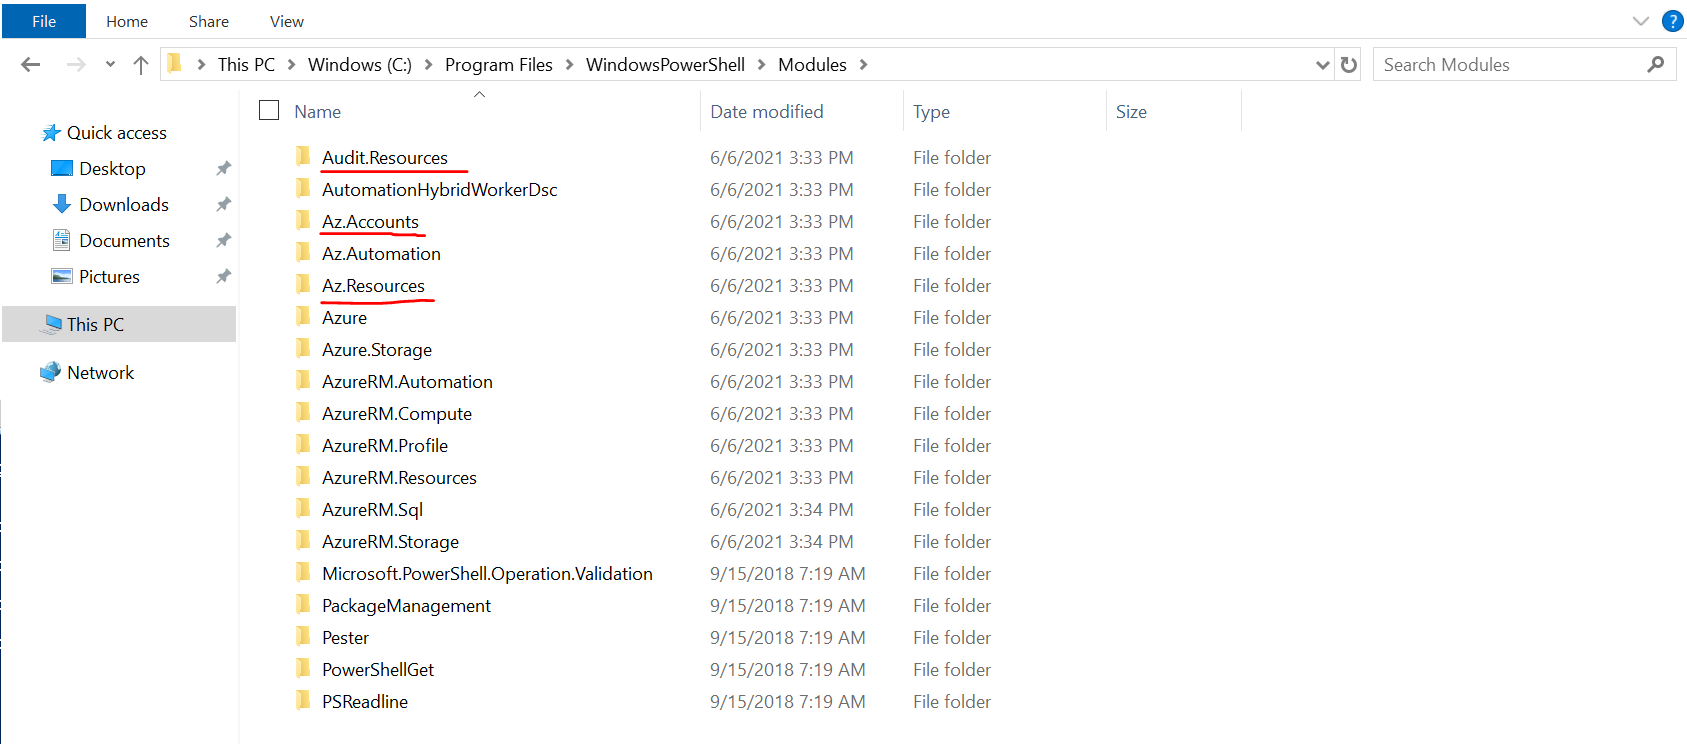 File Home Share View ?
This PC Windows (C:) Program Files WindowsPowerShell Modules Search Modules
Name Date modified Type Size
Quick access
Desktop
Downloads
Documents
Pictures
This PC
Network
Audit.Resources 6/6/2021 3:33 PM File folder
AutomationHybridWorkerDsc 6/6/2021 3:33 PM File folder
Az.Accounts 6/6/2021 3:33 PM File folder
Az.Automation 6/6/2021 3:33 PM File folder
Az.Resources 6/6/2021 3:33 PM File folder
Azure 6/6/2021 3:33 PM File folder
Azure.Storage 6/6/2021 3:33 PM File folder
AzureRM.Automation 6/6/2021 3:33 PM File folder
AzureRM.Compute 6/6/2021 3:33 PM File folder
AzureRM.Profile 6/6/2021 3:33 PM File folder
AzureRM.Resources 6/6/2021 3:33 PM File folder
AzureRM.Sql 6/6/2021 3:34 PM File folder
AzureRM.Storage 6/6/2021 3:34 PM File folder
Microsoft.PowerShell.Operation.Validation 9/15/2018 7:19 AM File folder
PackageManagement 9/15/2018 7:19 AM File folder
Pester 9/15/2018 7:19 AM File folder
PowerShellGet 9/15/2018 7:19 AM File folder
PSReadline 9/15/2018 7:19 AM File folder